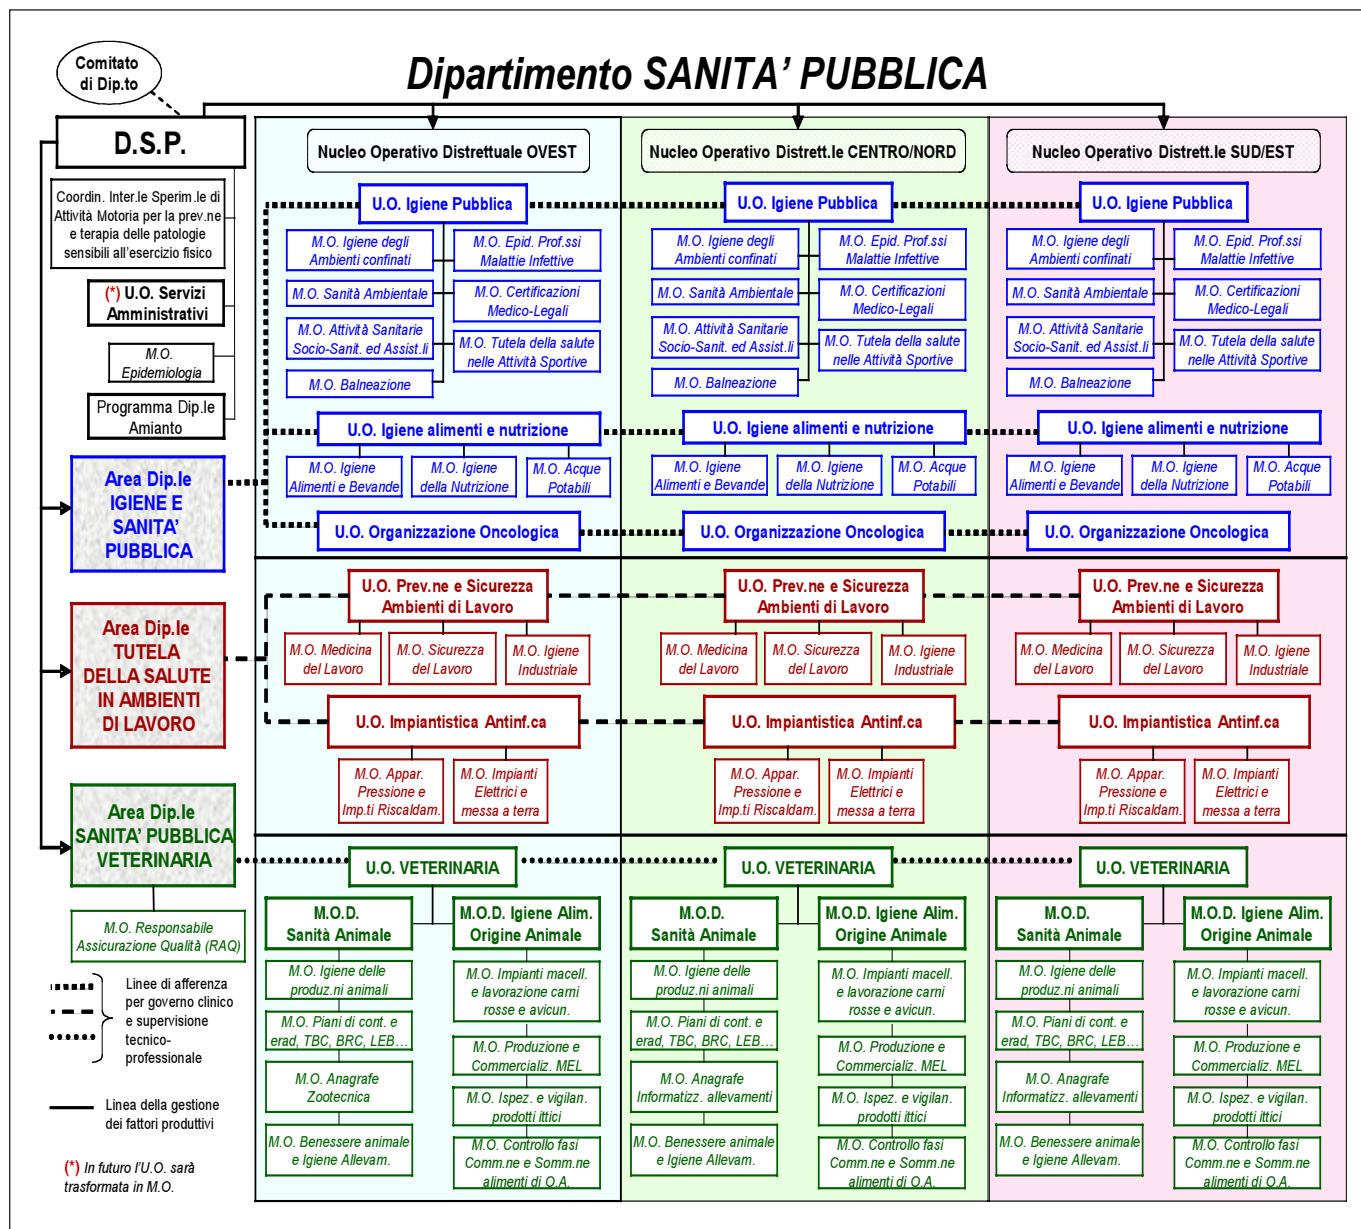 Dipartimento SANITA’ PUBBLICA
Comitato
di Dip.to
D.S.P.
Coordin. Inter.le Sperim.le di
Attività Motoria per la prev.ne
e terapia delle patologie
sensibili all’esercizio fisico
(*) U.O. Servizi
Amministrativi
M.O.
Epidemiologia
Programma Dip.le
Amianto
Area Dip.le
IGIENE E
SANITA’
PUBBLICA
Area Dip.le
TUTELA
DELLA SALUTE
IN AMBIENTI
DI LAVORO
Area Dip.le
SANITA’ PUBBLICA
VETERINARIA
M.O. Responsabile
Assicurazione Qualità (RAQ)
Linee di afferenza
per governo clinico
e supervisione
tecnico-
professionale
Linea della gestione
dei fattori produttivi
(*) In futuro l’U.O. sarà
trasformata in M.O.
Nucleo Operativo Distrettuale OVEST
U.O. Igiene Pubblica
M.O. Igiene degli
Ambienti confinati
M.O. Epid. Prof.ssi
Malattie Infettive
M.O. Sanità Ambientale
M.O. Certificazioni
Medico-Legali
M.O. Attività Sanitarie
Socio-Sanit. ed Assist.li
M.O. Tutela della salute
nelle Attività Sportive
M.O. Balneazione
U.O. Igiene alimenti e nutrizione
M.O. Igiene
Alimenti e Bevande
M.O. Igiene
della Nutrizione
M.O. Acque
Potabili
U.O. Organizzazione Oncologica
U.O. Prev.ne e Sicurezza
Ambienti di Lavoro
M.O. Medicina
del Lavoro
M.O. Sicurezza
del Lavoro
M.O. Igiene
Industriale
U.O. Impiantistica Antinf.ca
M.O. Appar.
Pressione e
Imp.ti Riscaldam.
M.O. Impianti
Elettrici e
messa a terra
U.O. VETERINARIA
M.O.D.
Sanità Animale
M.O. Igiene delle
produz.ni animali
M.O. Piani di cont. e
erad, TBC, BRC, LEB…
M.O. Anagrafe
Zootecnica
M.O. Benessere animale
e Igiene Allevam.
M.O.D. Igiene Alim.
Origine Animale
M.O. Impianti macell.
e lavorazione carni
rosse e avicun.
M.O. Produzione e
Commercializ. MEL
M.O. Ispez. e vigilan.
prodotti ittici
M.O. Controllo fasi
Comm.ne e Somm.ne
alimenti di O.A.
Nucleo Operativo Distrett.le CENTRO/NORD
U.O. Igiene Pubblica
M.O. Igiene degli
Ambienti confinati
M.O. Epid. Prof.ssi
Malattie Infettive
M.O. Sanità Ambientale
M.O. Certificazioni
Medico-Legali
M.O. Attività Sanitarie
Socio-Sanit. ed Assist.li
M.O. Tutela della salute
nelle Attività Sportive
M.O. Balneazione
U.O. Igiene alimenti e nutrizione
M.O. Igiene
Alimenti e Bevande
M.O. Igiene
della Nutrizione
M.O. Acque
Potabili
U.O. Organizzazione Oncologica
U.O. Prev.ne e Sicurezza
Ambienti di Lavoro
M.O. Medicina
del Lavoro
M.O. Sicurezza
del Lavoro
M.O. Igiene
Industriale
U.O. Impiantistica Antinf.ca
M.O. Appar.
Pressione e
Imp.ti Riscaldam.
M.O. Impianti
Elettrici e
messa a terra
U.O. VETERINARIA
M.O.D.
Sanità Animale
M.O. Igiene delle
produz.ni animali
M.O. Piani di cont. e
erad, TBC, BRC, LEB…
M.O. Anagrafe
Informatizz. allevamenti
M.O. Benessere animale
e Igiene Allevam.
M.O.D. Igiene Alim.
Origine Animale
M.O. Impianti macell.
e lavorazione carni
rosse e avicun.
M.O. Produzione e
Commercializ. MEL
M.O. Ispez. e vigilan.
prodotti ittici
M.O. Controllo fasi
Comm.ne e Somm.ne
alimenti di O.A.
Nucleo Operativo Distrett.le SUD/EST
U.O. Igiene Pubblica
M.O. Igiene degli
Ambienti confinati
M.O. Epid. Prof.ssi
Malattie Infettive
M.O. Sanità Ambientale
M.O. Certificazioni
Medico-Legali
M.O. Attività Sanitarie
Socio-Sanit. ed Assist.li
M.O. Tutela della salute
nelle Attività Sportive
M.O. Balneazione
U.O. Igiene alimenti e nutrizione
M.O. Igiene
Alimenti e Bevande
M.O. Igiene
della Nutrizione
M.O. Acque
Potabili
U.O. Organizzazione Oncologica
U.O. Prev.ne e Sicurezza
Ambienti di Lavoro
M.O. Medicina
del Lavoro
M.O. Sicurezza
del Lavoro
M.O. Igiene
Industriale
U.O. Impiantistica Antinf.ca
M.O. Appar.
Pressione e
Imp.ti Riscaldam.
M.O. Impianti
Elettrici e
messa a terra
U.O. VETERINARIA
M.O.D.
Sanità Animale
M.O. Igiene delle
produz.ni animali
M.O. Piani di cont. e
erad, TBC, BRC, LEB…
M.O. Anagrafe
Informatizz. allevamenti
M.O. Benessere animale
e Igiene Allevam.
M.O.D. Igiene Alim.
Origine Animale
M.O. Impianti macell.
e lavorazione carni
rosse e avicun.
M.O. Produzione e
Commercializ. MEL
M.O. Ispez. e vigilan.
prodotti ittici
M.O. Controllo fasi
Comm.ne e Somm.ne
alimenti di O.A.